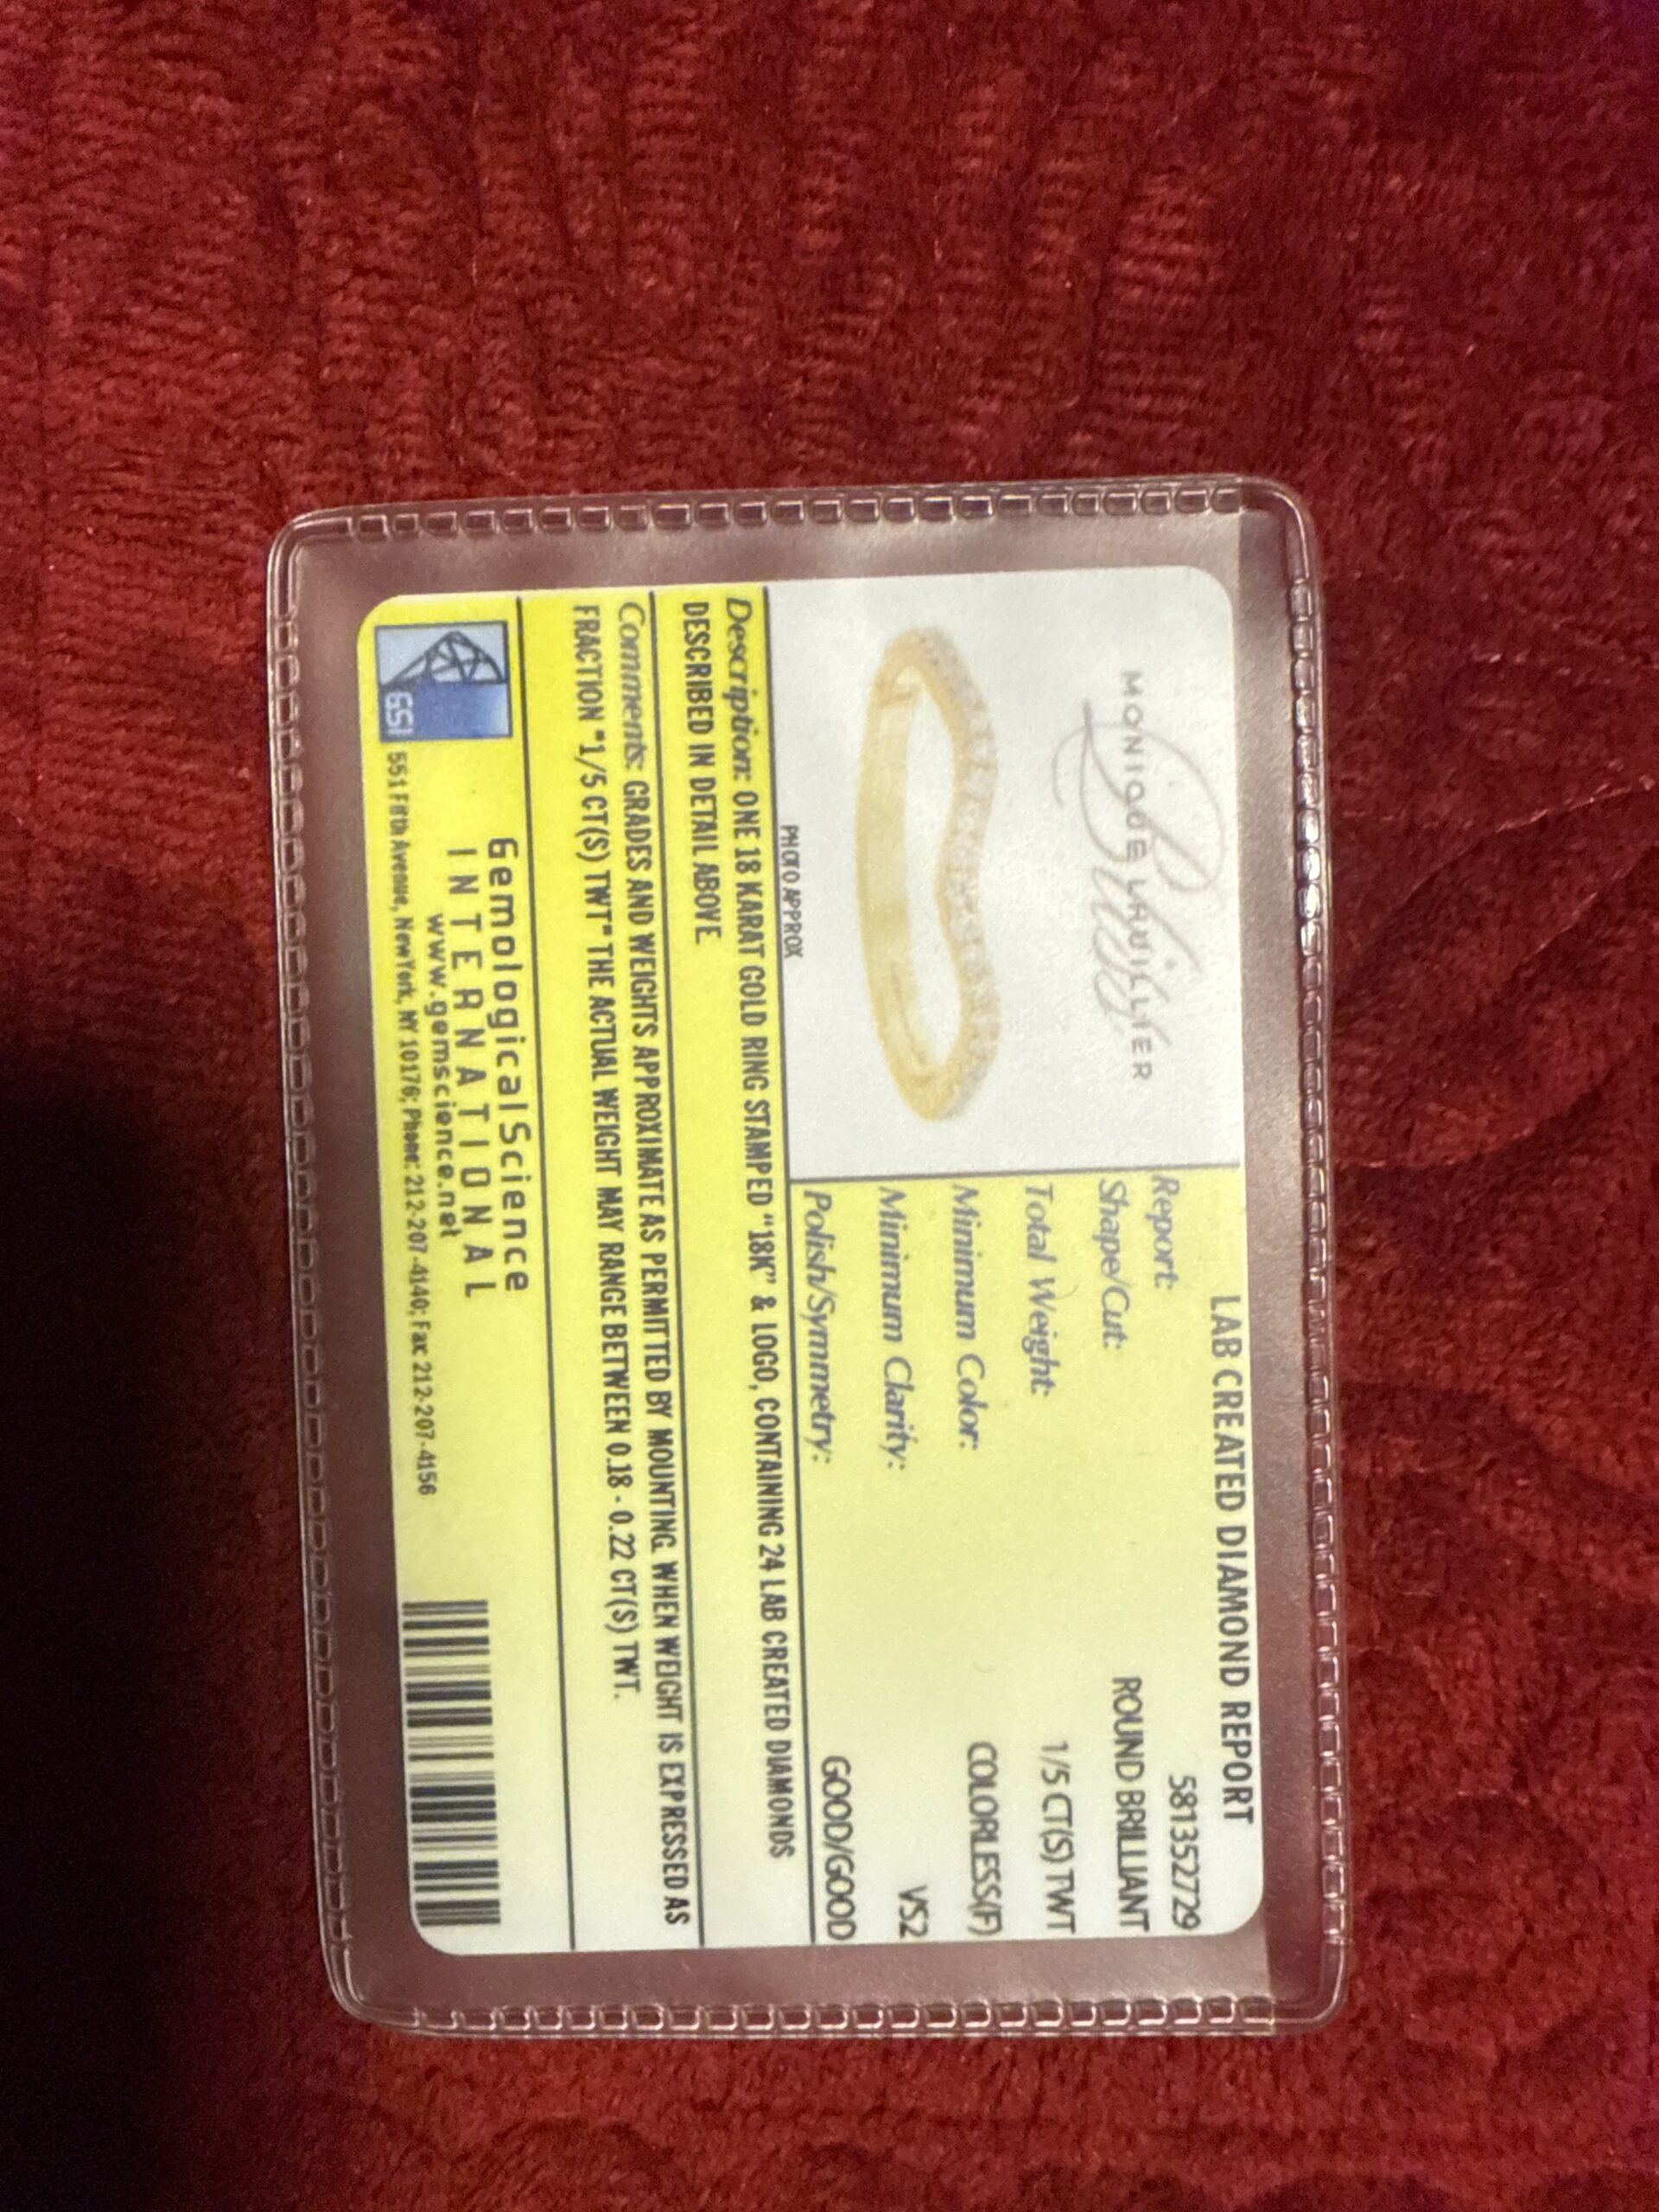 MONIQUE LHUILLIER
Bliss
PHOTO APPROX
LAB CREATED DIAMOND REPORT
Report: 5813527729
Shape/Cut: ROUND BRILLIANT
Total Weight: 1/5 CT(S) TWT
Minimum Color: COLORLESS(F)
Minimum Clarity: VS2
Polish/Symmetry: GOOD/GOOD
Description: ONE 18 KARAT GOLD RING STAMPED "18K" & LOGO, CONTAINING 24 LAB CREATED DIAMONDS
DESCRIBED IN DETAIL ABOVE
Comments: GRADES AND WEIGHTS APPROXIMATE AS PERMITTED BY MOUNTING. WHEN WEIGHT IS EXPRESSED AS
FRACTION "1/5 CT(S) TWT" THE ACTUAL WEIGHT MAY RANGE BETWEEN 0.18 - 0.22 CT(S) TWT.
GSI
GemologicalScience
INTERNATIONAL
www.gemscience.net
551 Fifth Avenue, New York, NY 10176; Phone: 212-207-4140; Fax: 212-207-4156